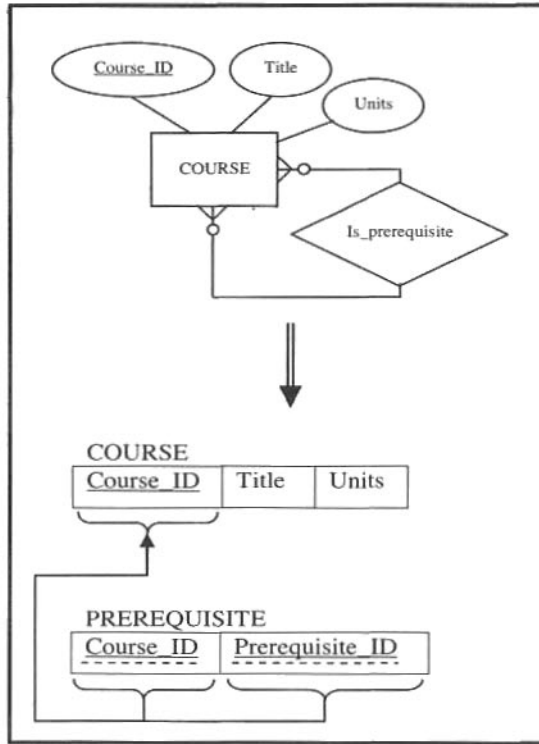 Course_ID
Title
Units
COURSE
Is_prerequisite
COURSE
Course_ID Title Units
PREREQUISITE
Course_ID Prerequisite_ID